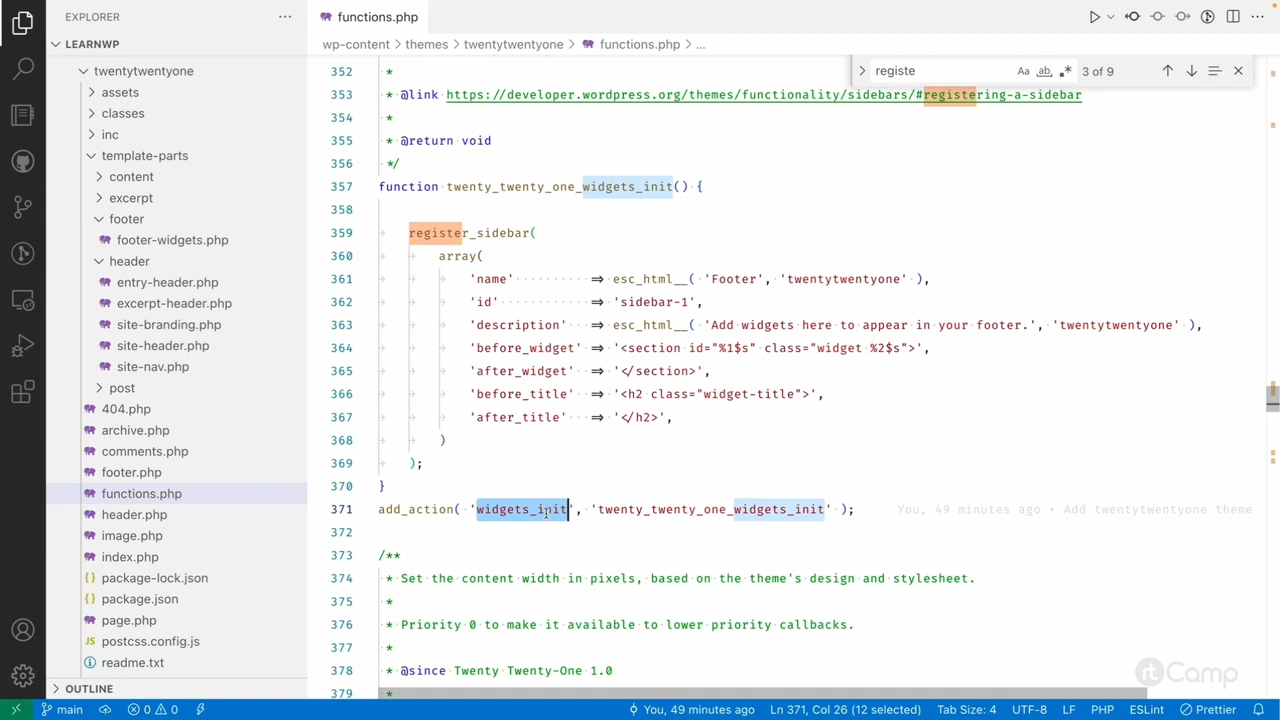 EXPLORER
functions.php
LEARNWP
wp-content > themes > twentytwentyone > functions.php > ...
registe
Aa
ab
3 of 9
twentytwentyone
assets
classes
inc
template-parts
content
excerpt
footer
footer-widgets.php
header
entry-header.php
excerpt-header.php
site-branding.php
site-header.php
site-nav.php
post
404.php
archive.php
comments.php
footer.php
functions.php
header.php
image.php
index.php
package-lock.json
package.json
page.php
postcss.config.js
readme.txt
OUTLINE
352 *
353 * @link https://developer.wordpress.org/themes/functionality/sidebars/#registering-a-sidebar
354 *
355 * @return void
356 */
357 function twenty_twenty_one_widgets_init() {
358
359 register_sidebar(
360 array(
361 'name' => esc_html__( 'Footer', 'twentytwentyone' ),
362 'id' => 'sidebar-1',
363 'description' => esc_html__( 'Add widgets here to appear in your footer.', 'twentytwentyone' ),
364 'before_widget' => '<section id="%1$s" class="widget %2$s">',
365 'after_widget' => '</section>',
366 'before_title' => '<h2 class="widget-title">',
367 'after_title' => '</h2>',
368 )
369 );
370 }
371 add_action( 'widgets_init', 'twenty_twenty_one_widgets_init' ); You, 49 minutes ago • Add twentytwentyone theme
372
373 /**
374 * Set the content width in pixels, based on the theme's design and stylesheet.
375 *
376 * Priority 0 to make it available to lower priority callbacks.
377 *
378 * @since Twenty Twenty-One 1.0
379 *
rtCamp
main 0 0 You, 49 minutes ago Ln 371, Col 26 (12 selected) Tab Size: 4 UTF-8 LF PHP ESLint Prettier